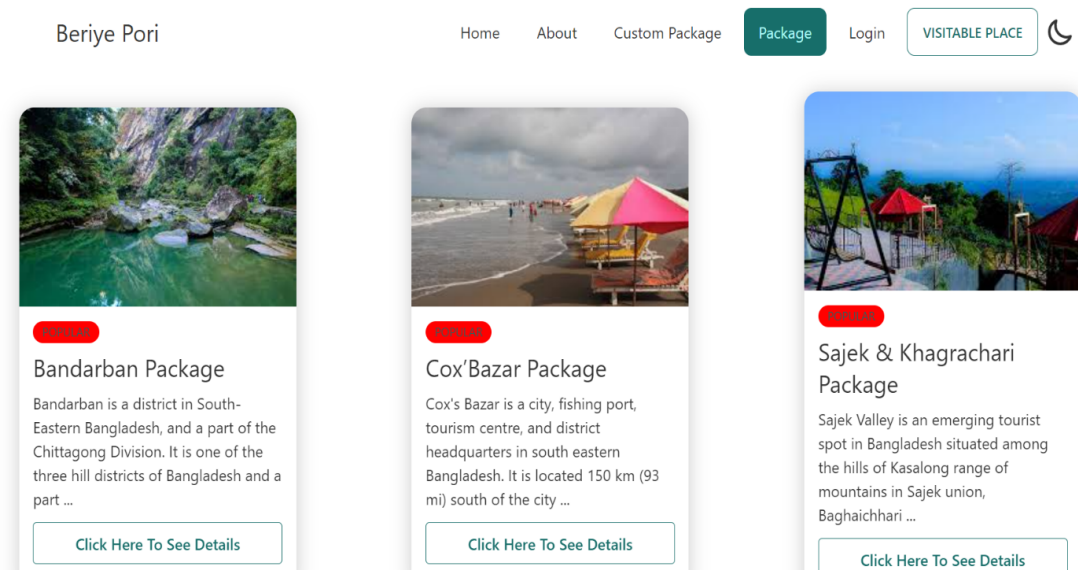 Beriye Pori
Home About Custom Package Package Login VISITABLE PLACE
POPULAR
Bandarban Package
Bandarban is a district in South-
Eastern Bangladesh, and a part of the
Chittagong Division. It is one of the
three hill districts of Bangladesh and a
part ...
Click Here To See Details
POPULAR
Cox’Bazar Package
Cox's Bazar is a city, fishing port,
tourism centre, and district
headquarters in south eastern
Bangladesh. It is located 150 km (93
mi) south of the city ...
Click Here To See Details
POPULAR
Sajek & Khagrachari
Package
Sajek Valley is an emerging tourist
spot in Bangladesh situated among
the hills of Kasalong range of
mountains in Sajek union,
Baghaichhari ...
Click Here To See Details